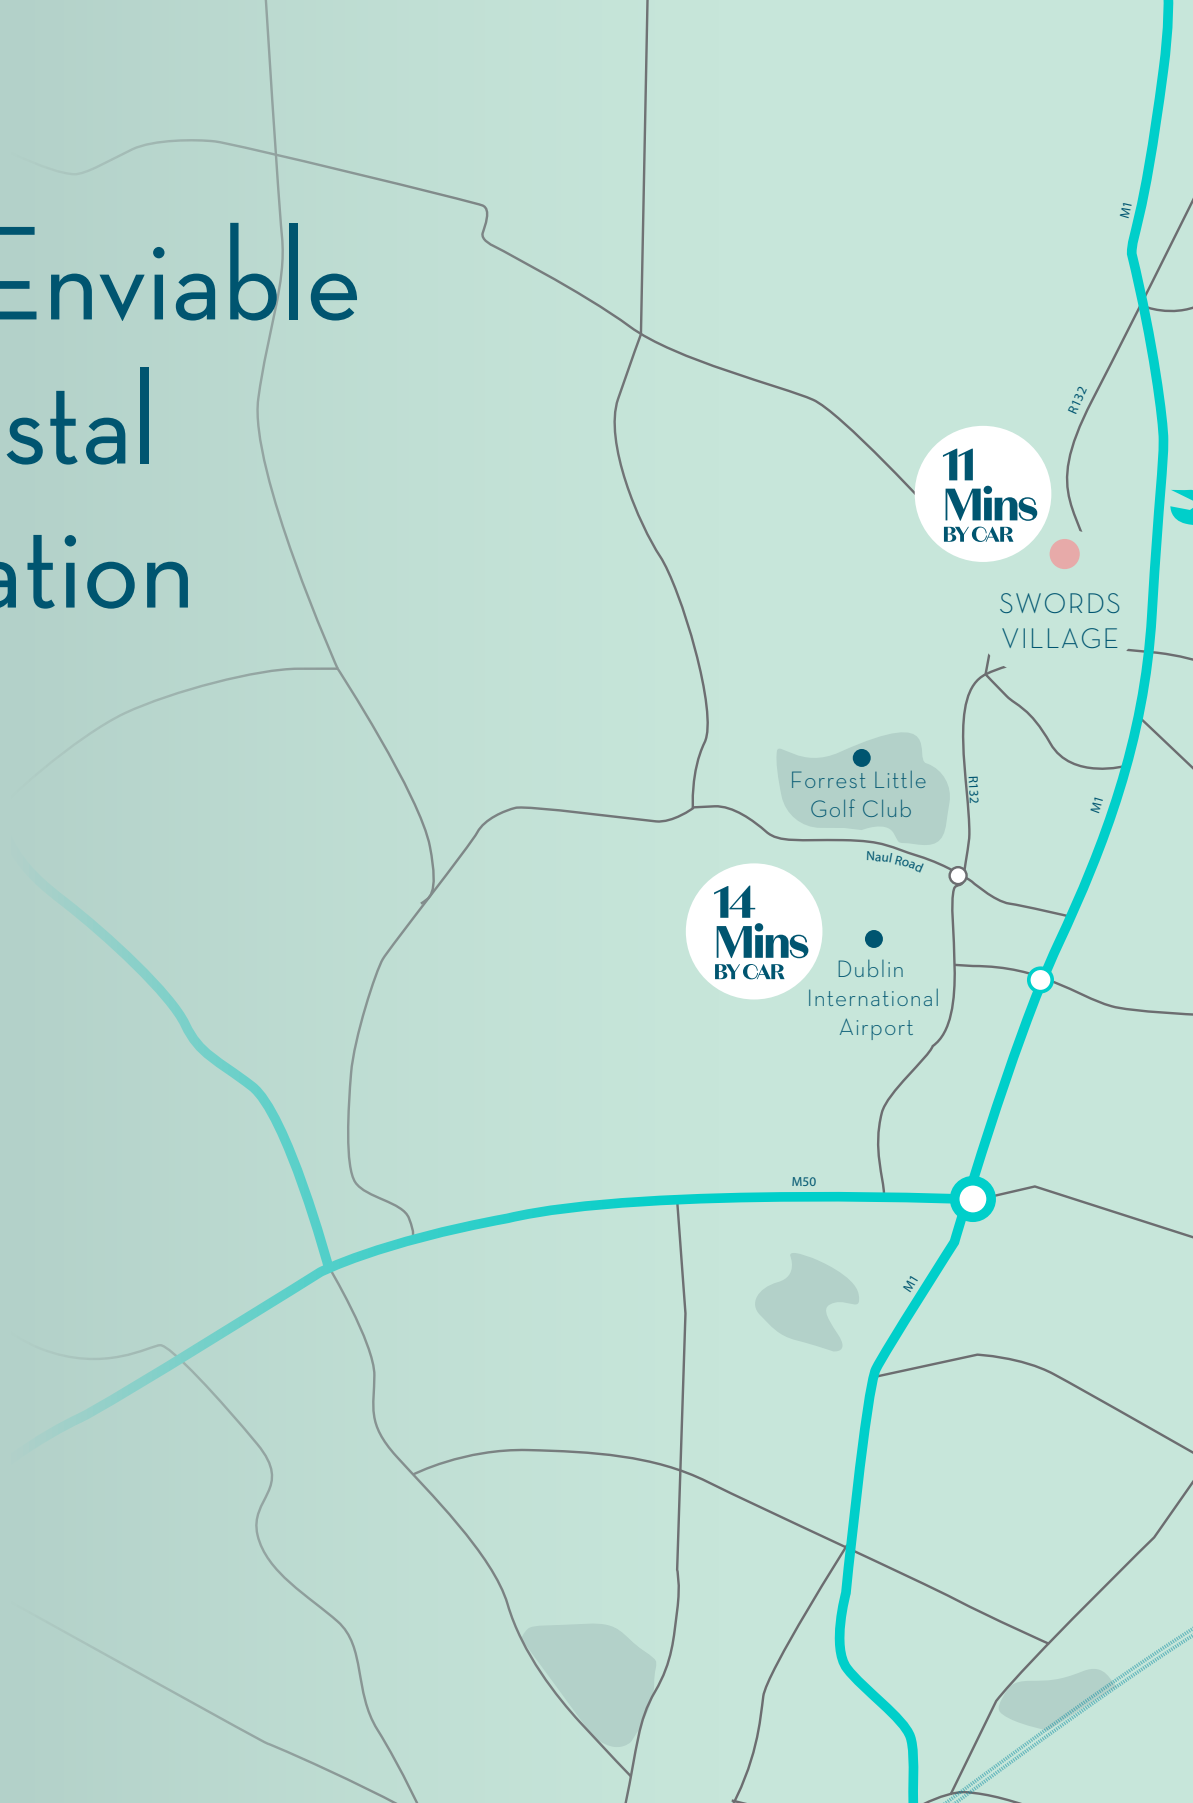 Enviable
stal
ation
M1
R132
11
Mins
BY CAR
SWORDS
VILLAGE
Forrest Little
Golf Club
R132
M1
Naul Road
14
Mins
BY CAR
Dublin
International
Airport
M50
M1